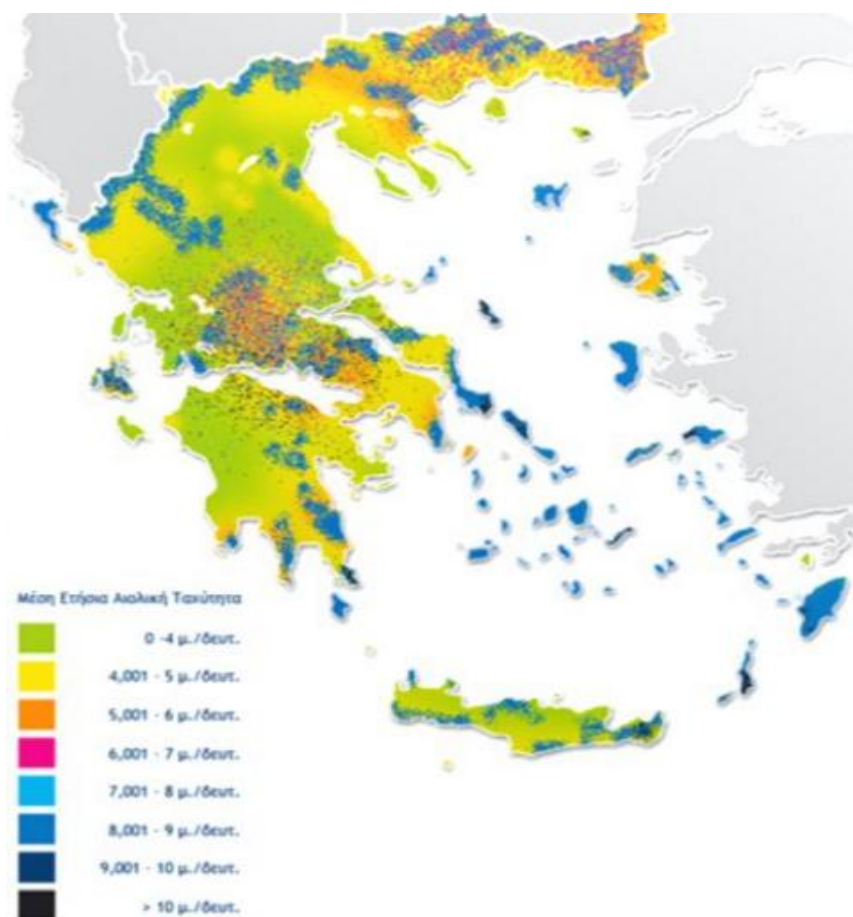 Μέση Ετήσια Αιολική Ταχύτητα
0 -4 μ./δευτ.
4,001 - 5 μ./δευτ.
5,001 - 6 μ./δευτ.
6,001 - 7 μ./δευτ.
7,001 - 8 μ./δευτ.
8,001 - 9 μ./δευτ.
9,001 - 10 μ./δευτ.
> 10 μ./δευτ.